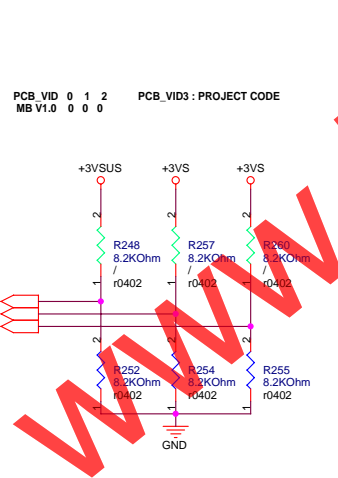 PCB_VID 0 1 2 PCB_VID3 : PROJECT CODE
MB V1.0 0 0 0
+3VSUS +3VS +3VS
2 2 2
R248 R257 R260
8.2KOhm 8.2KOhm 8.2KOhm
/ / /
r0402 r0402 r0402
1 1 1
2 2 2
R252 R254 R255
8.2KOhm 8.2KOhm 8.2KOhm
r0402 r0402 r0402
1 1 1
GND
www